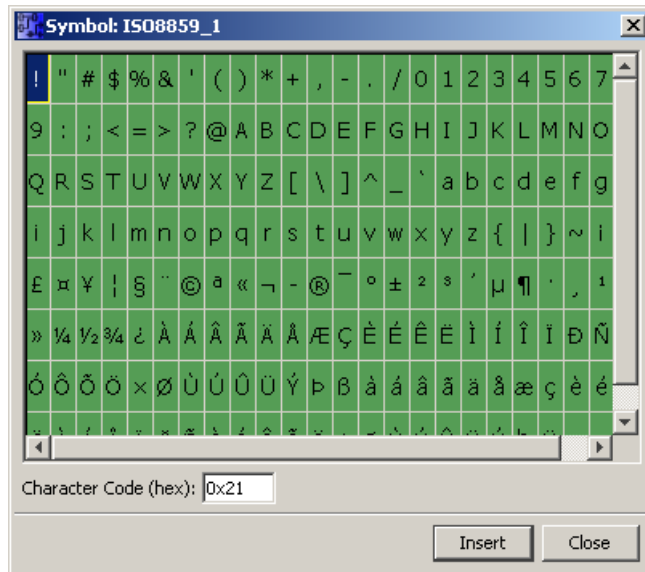 Symbol: ISO8859_1
! " # $ % & ' ( ) * + , - . / 0 1 2 3 4 5 6 7
9 : ; < = > ? @ A B C D E F G H I J K L M N O
Q R S T U V W X Y Z [ \ ] ^ _ ` a b c d e f g
i j k l m n o p q r s t u v w x y z { | } ~ ¡
£ ¤ ¥ ¦ § ¨ © ª « ¬ - ® ¯ ° ± ² ³ ´ µ ¶ · ¸ ¹
» ¼ ½ ¾ ¿ À Á Â Ã Ä Å Æ Ç È É Ê Ë Ì Í Î Ï Ð Ñ
Ó Ô Õ Ö × Ø Ù Ú Û Ü Ý Þ ß à á â ã ä å æ ç è é
Character Code (hex): 0x21
Insert Close